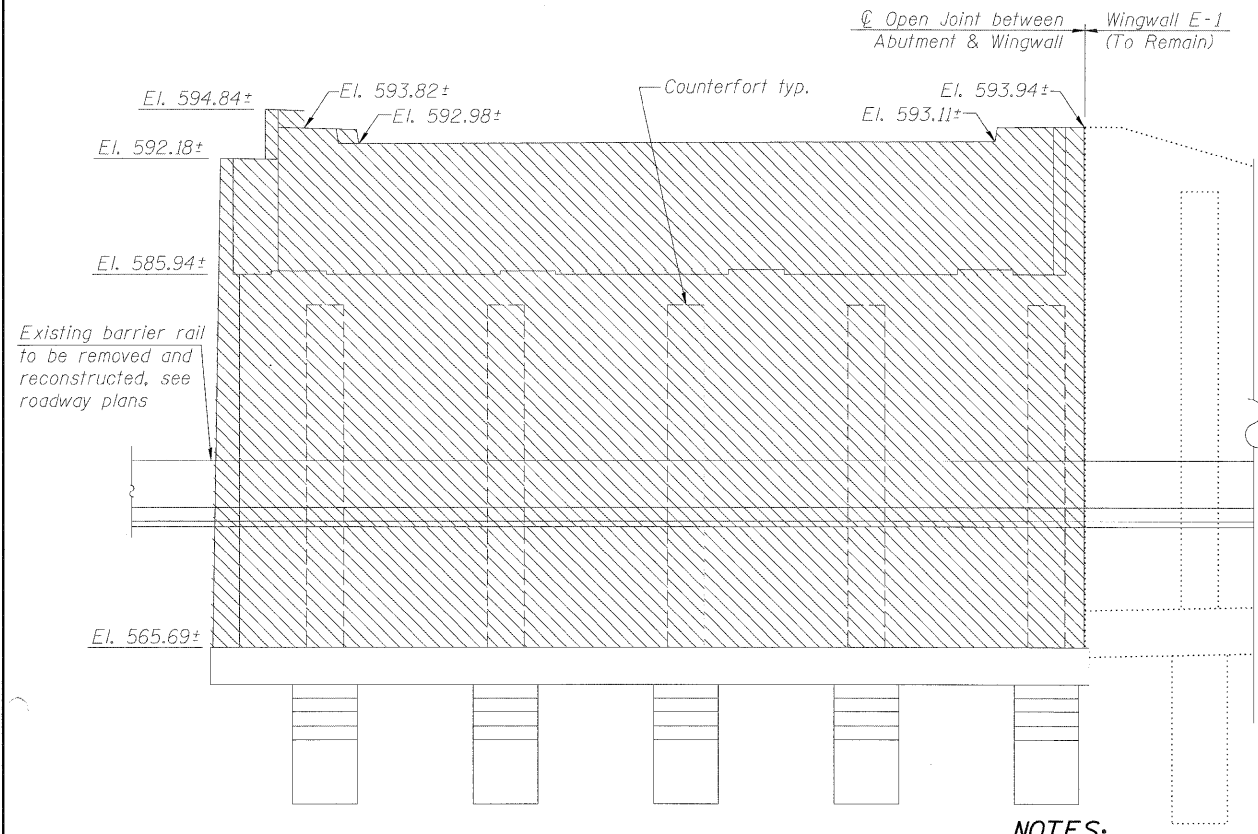 ℄ Open Joint between
Abutment & Wingwall
Wingwall E-1
(To Remain)
El. 594.84±
El. 593.82±
El. 592.98±
Counterfort typ.
El. 593.94±
El. 593.11±
El. 592.18±
El. 585.94±
Existing barrier rail
to be removed and
reconstructed, see
roadway plans
El. 565.69±
NOTES: